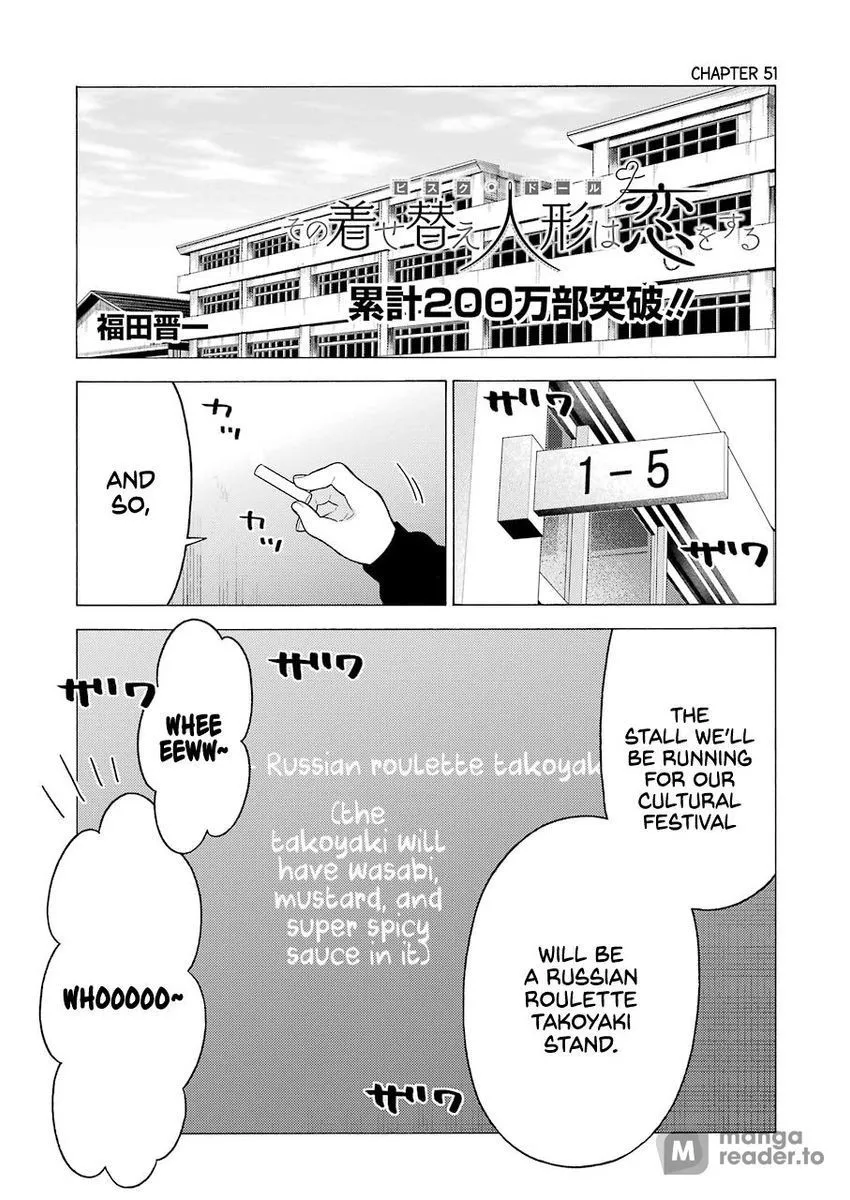 CHAPTER 51
ビスク・ドール
その着せ替え人形は恋をする
累計200万部突破!!
福田晋一
ザワ
1-5
ザワ
カッ
カッ
AND
SO,
THE
STALL WE'LL
BE RUNNING
FOR OUR
CULTURAL
FESTIVAL
ザワ
ザワ
WHEE
EEWW~
- Russian roulette takoyak
(the
takoyaki will
have wasabi,
mustard, and
super spicy
sauce in it)
WILL BE
A RUSSIAN
ROULETTE
TAKOYAKI
STAND.
WHOOOOO~
ザワ
M manga
reader.to